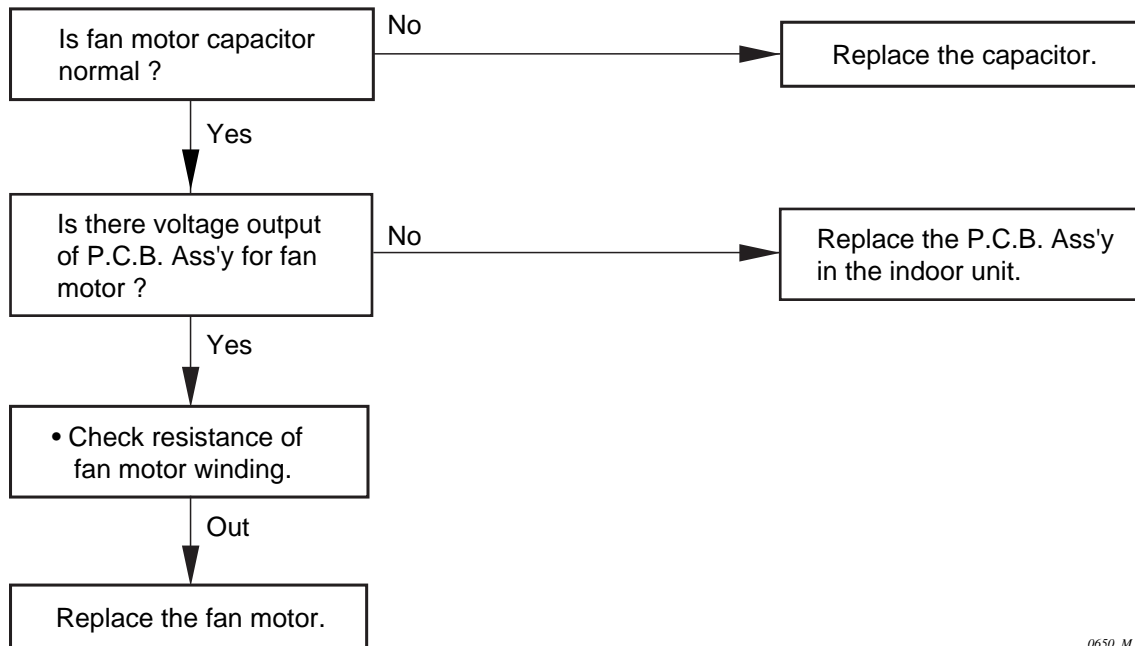 Is fan motor capacitor
normal ?
No
Replace the capacitor.
Yes
Is there voltage output
of P.C.B. Ass'y for fan
motor ?
No
Replace the P.C.B. Ass'y
in the indoor unit.
Yes
• Check resistance of
fan motor winding.
Out
Replace the fan motor.
0650_M_I